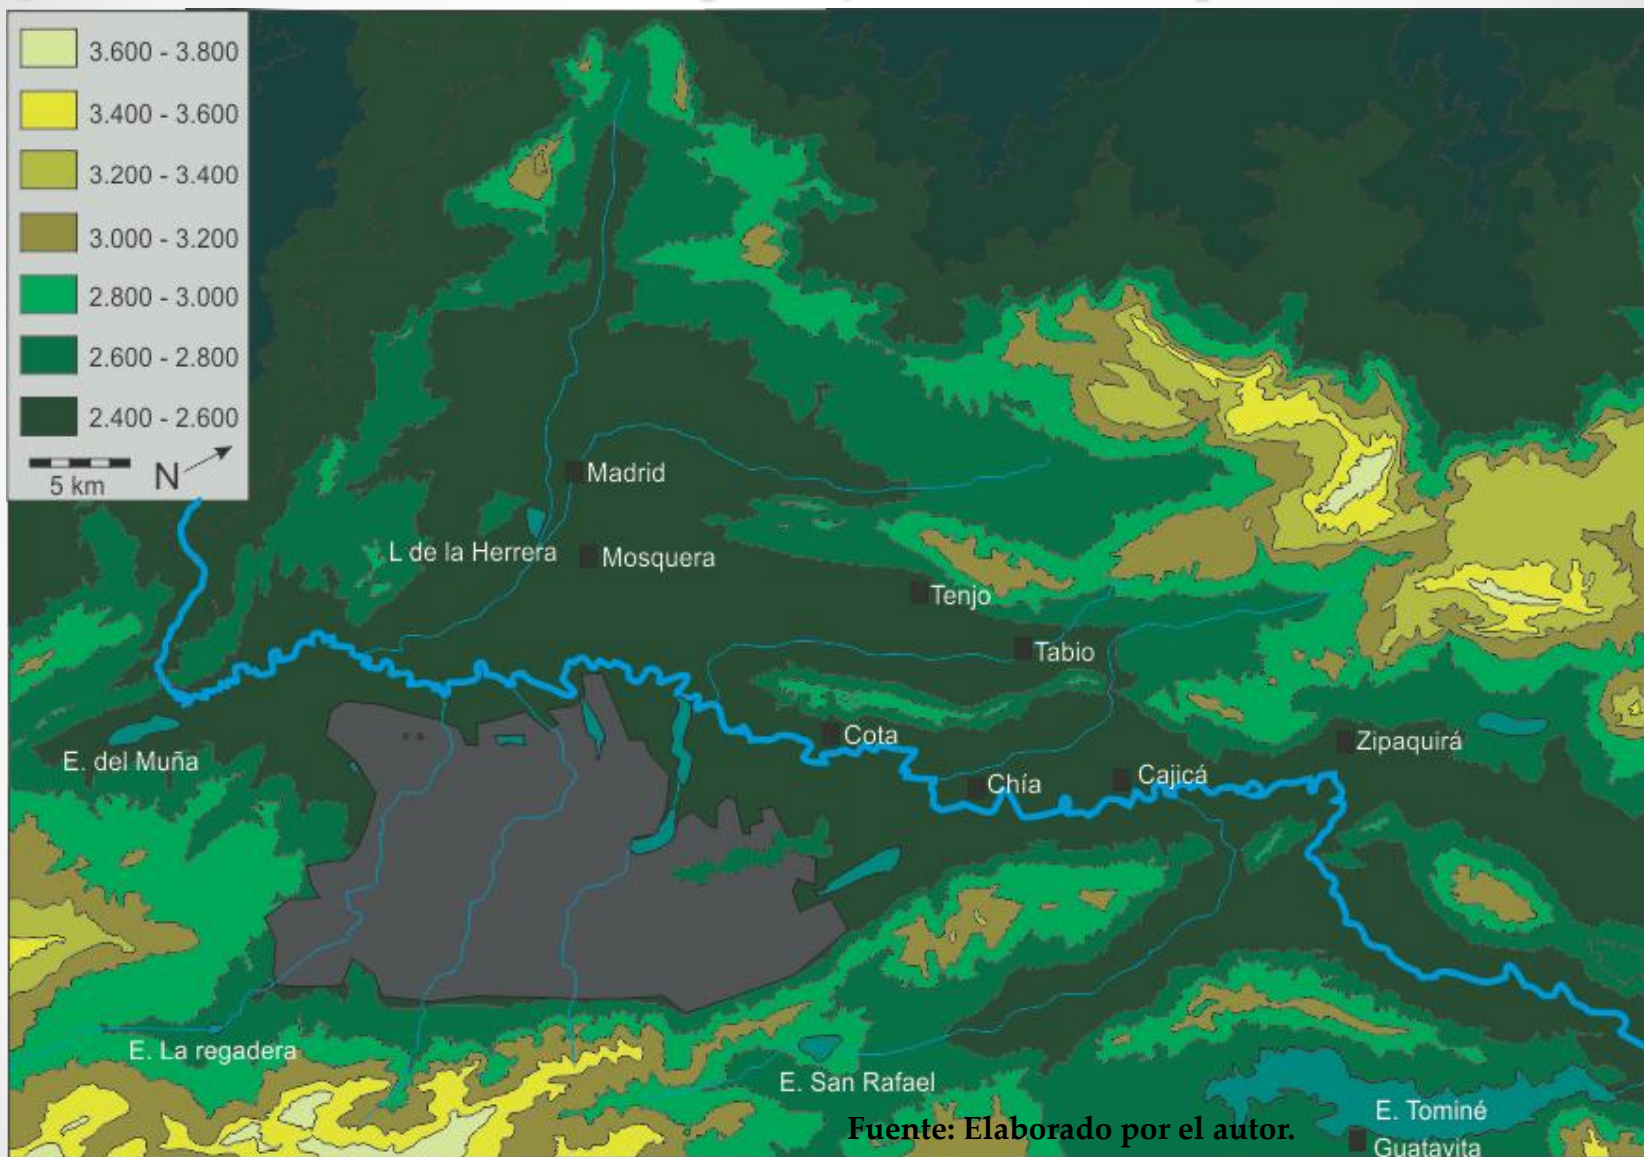 3.600 - 3.800
3.400 - 3.600
3.200 - 3.400
3.000 - 3.200
2.800 - 3.000
2.600 - 2.800
2.400 - 2.600
5 km
N
Madrid
L de la Herrera
Mosquera
Tenjo
Tabio
Cota
Zipaquirá
E. del Muña
Chía
Cajicá
E. La regadera
E. San Rafael
E. Tominé
Fuente: Elaborado por el autor.
Guatavita